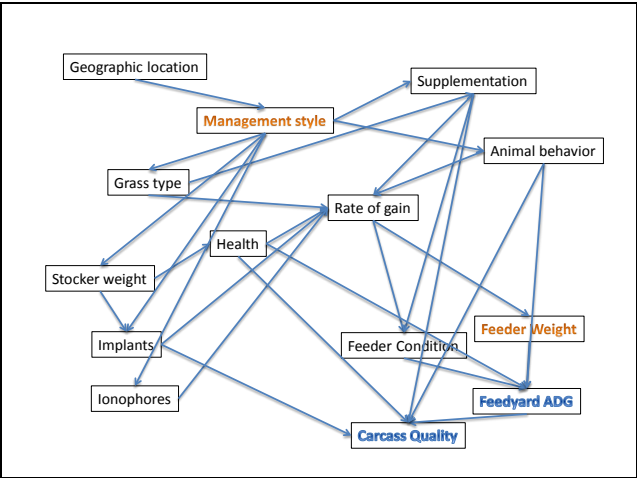 Geographic location
Supplementation
Management style
Animal behavior
Grass type
Rate of gain
Health
Stocker weight
Feeder Weight
Implants
Feeder Condition
Ionophores
Feedyard ADG
Carcass Quality